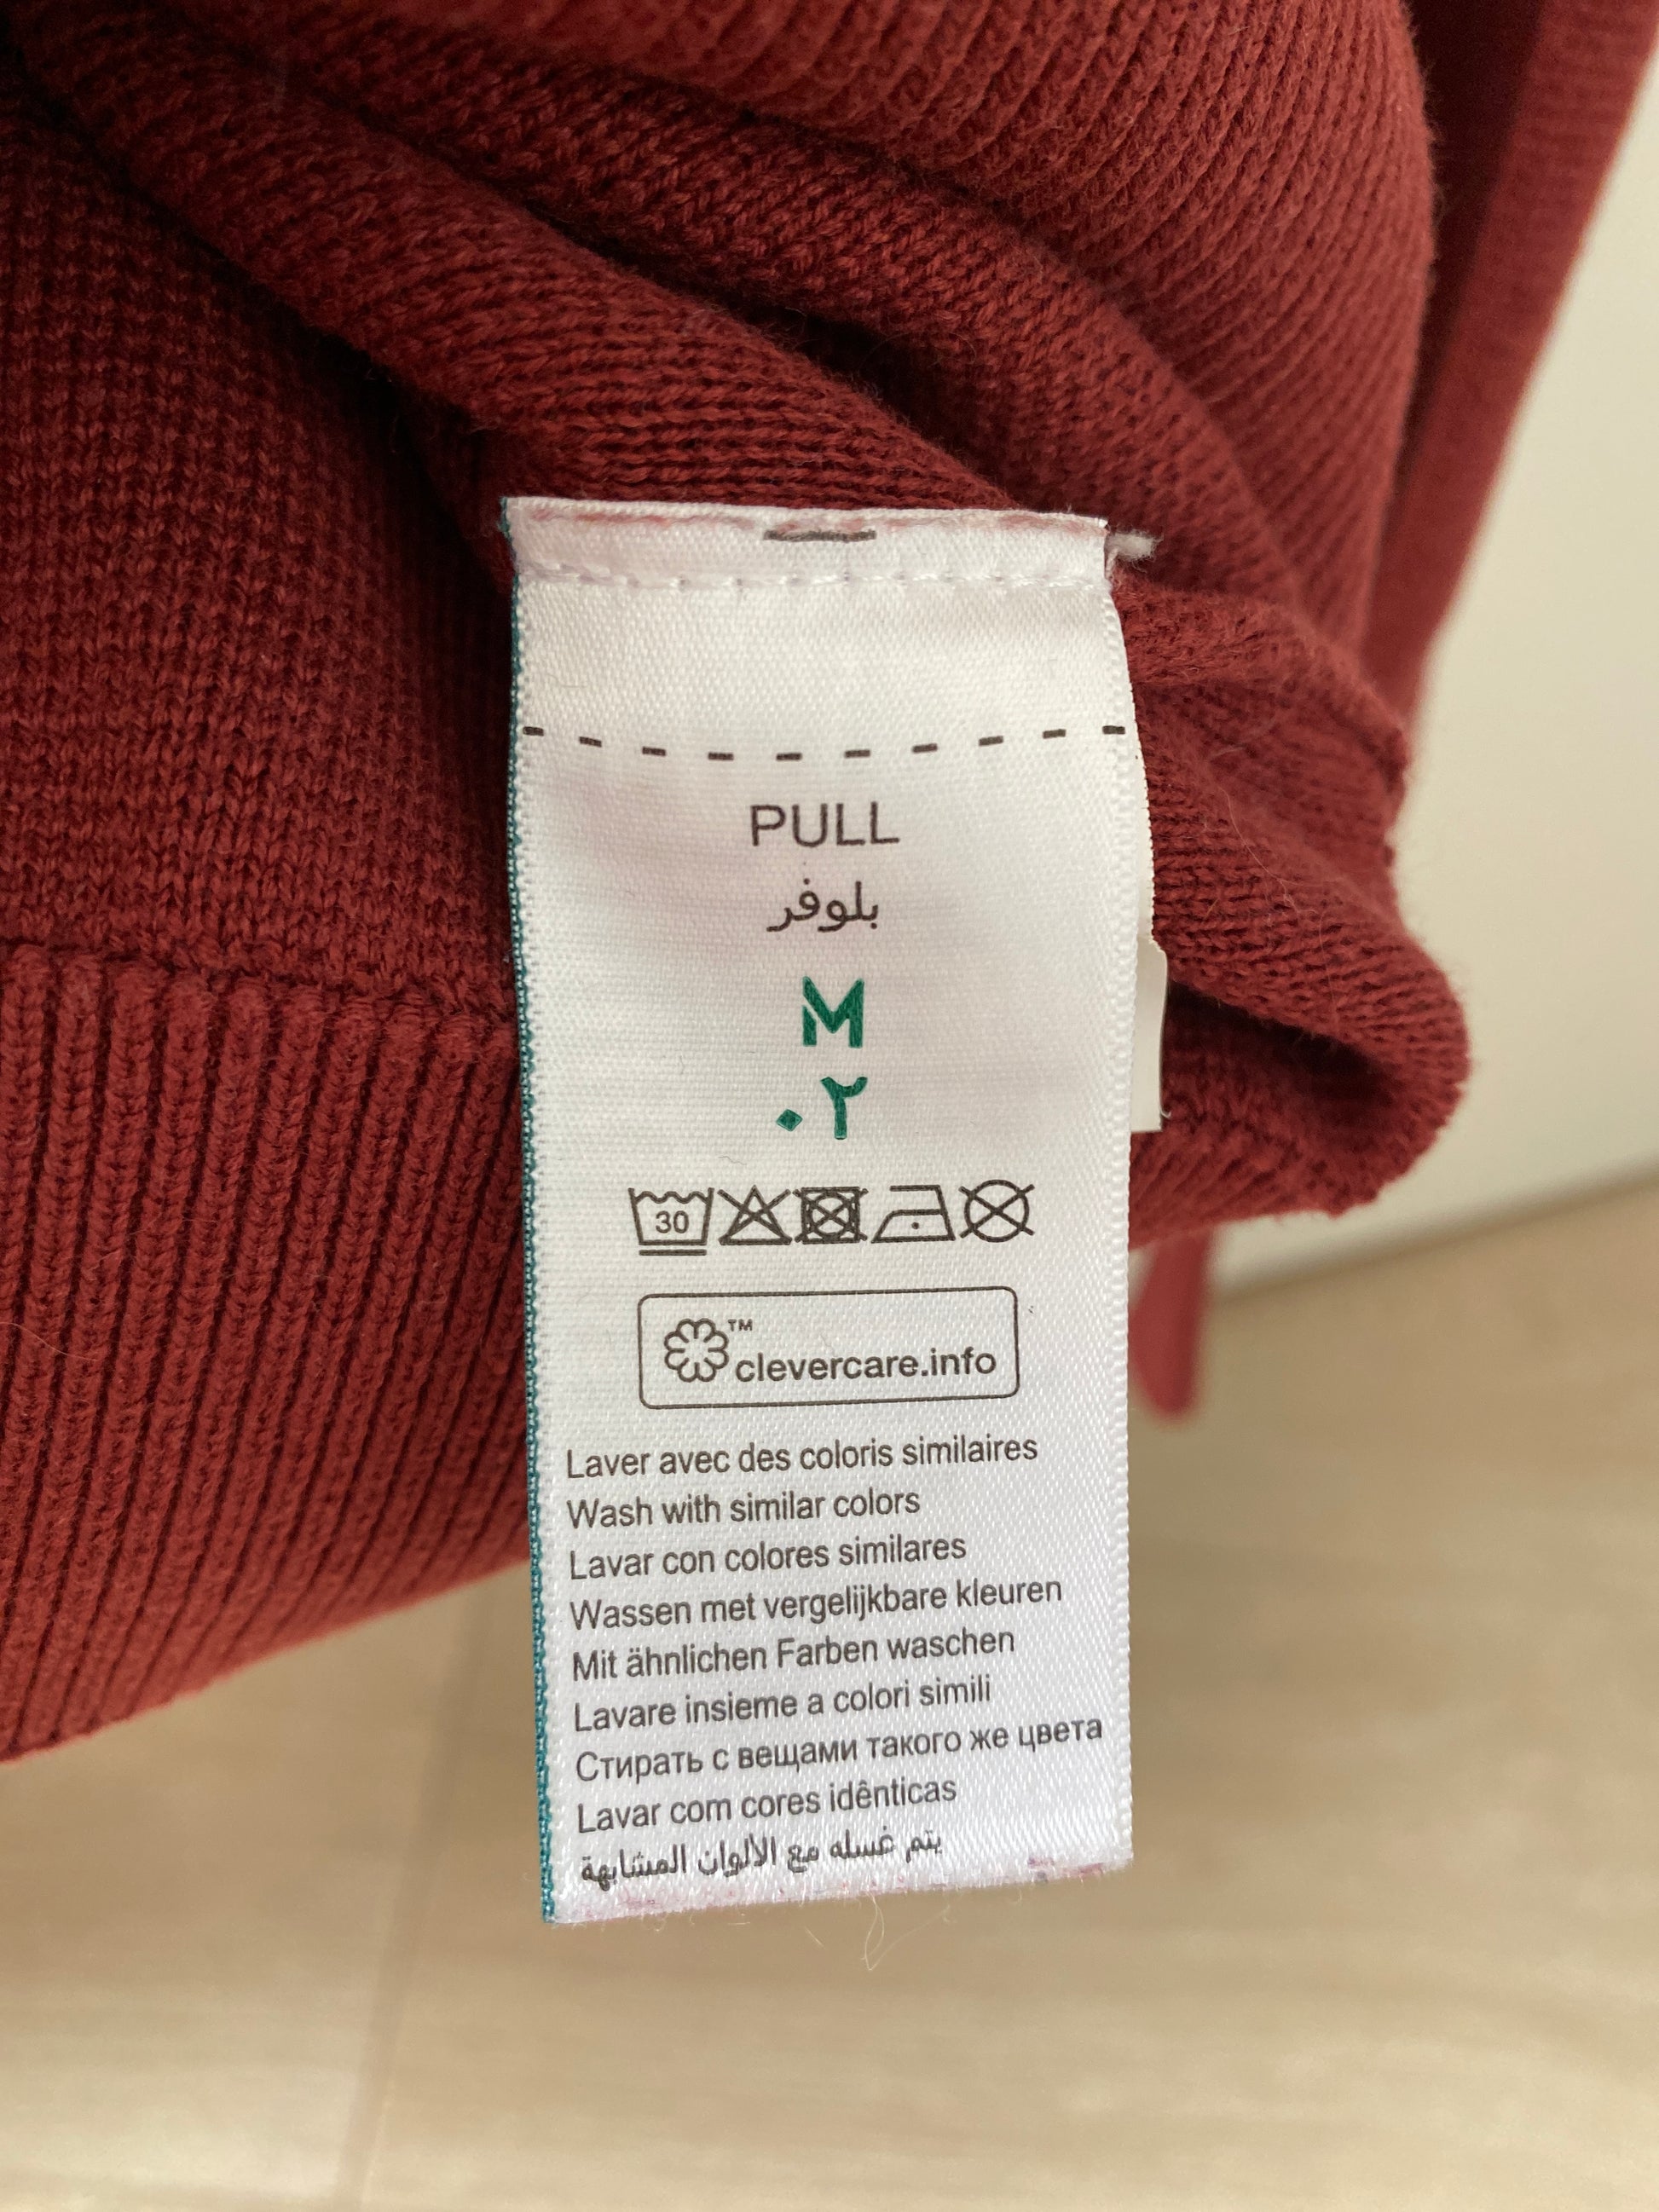 PULL
بلوفر
M
٠٢
30
TM
clevercare.info
Laver avec des coloris similaires
Wash with similar colors
Lavar con colores similares
Wassen met vergelijkbare kleuren
Mit ähnlichen Farben waschen
Lavare insieme a colori simili
Стирать с вещами такого же цвета
Lavar com cores idênticas
يتم غسله مع الألوان المشابهة